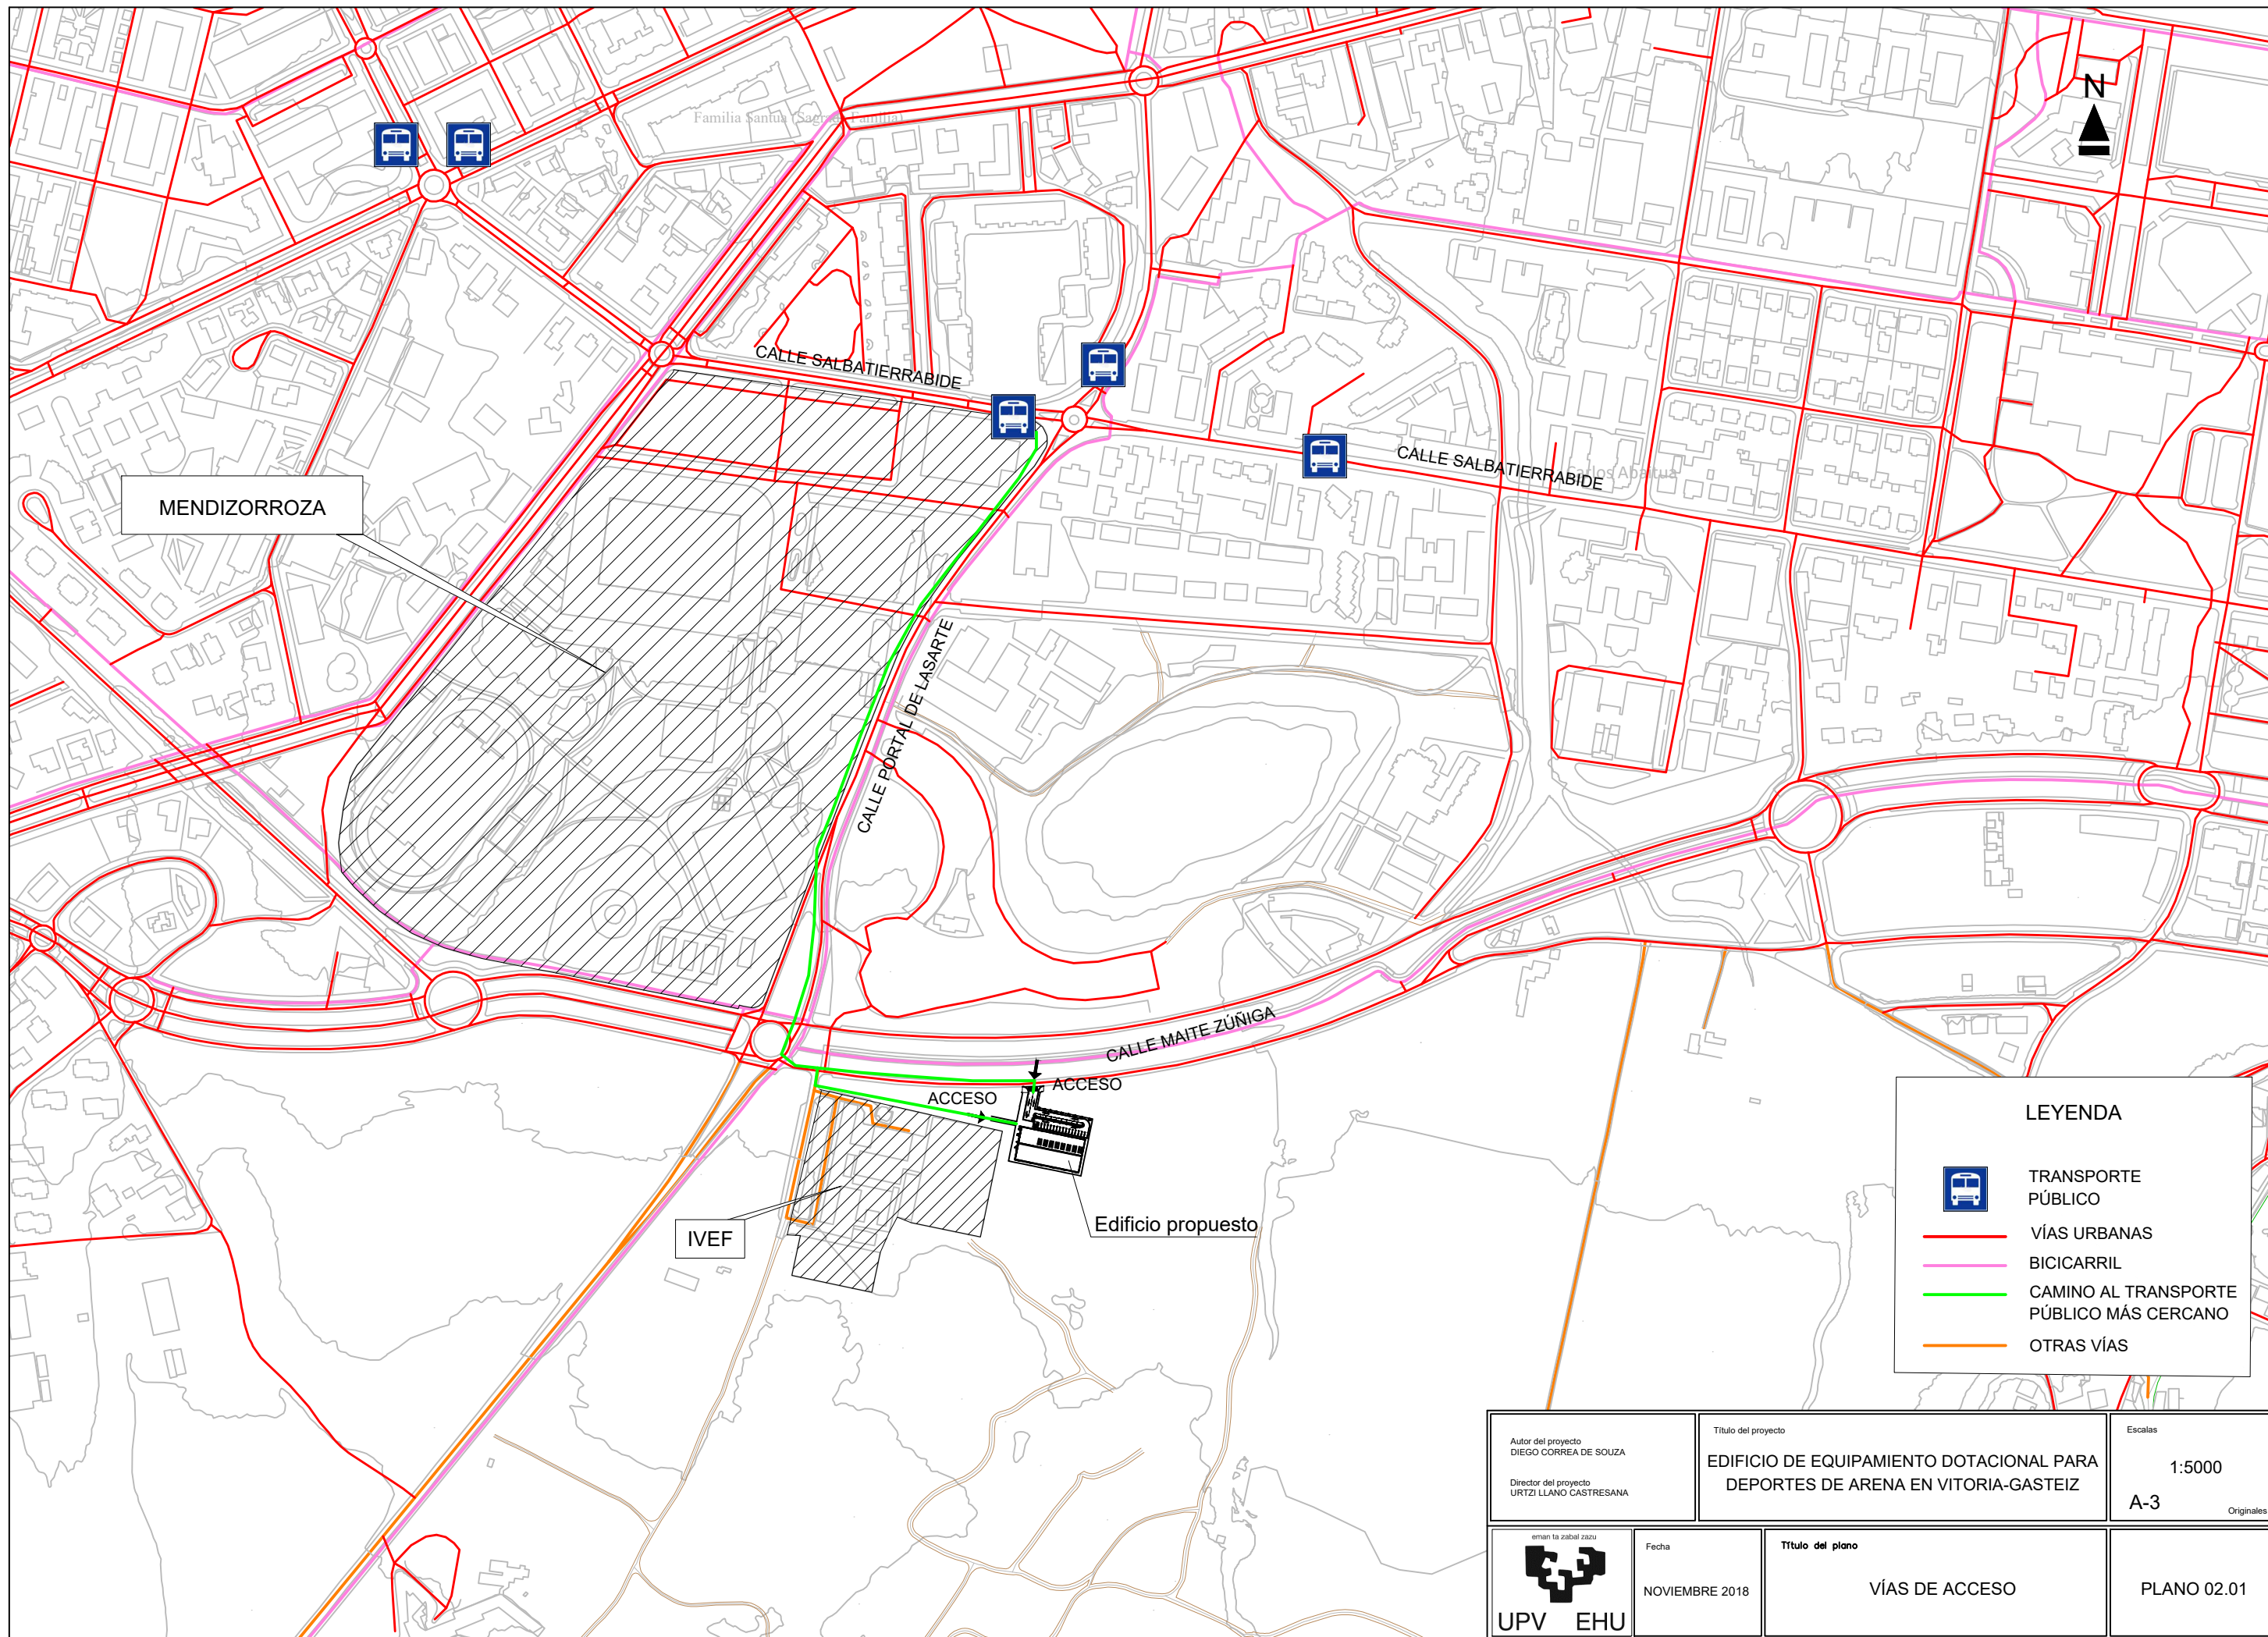 N
Familia Santua (Sagrada Familia)
CALLE SALBATIERRABIDE
CALLE SALBATIERRABIDE
Carlos Abaitua
MENDIZORROZA
CALLE PORTAL DE LASARTE
CALLE MAITE ZÚÑIGA
ACCESO
ACCESO
IVEF
Edificio propuesto
LEYENDA
TRANSPORTE
PÚBLICO
VÍAS URBANAS
BICICARRIL
CAMINO AL TRANSPORTE
PÚBLICO MÁS CERCANO
OTRAS VÍAS
Autor del proyecto
DIEGO CORREA DE SOUZA
Director del proyecto
URTZI LLANO CASTRESANA
Título del proyecto
EDIFICIO DE EQUIPAMIENTO DOTACIONAL PARA
DEPORTES DE ARENA EN VITORIA-GASTEIZ
Escalas
1:5000
A-3
Originales
eman ta zabal zazu
UPV EHU
Fecha
NOVIEMBRE 2018
Título del plano
VÍAS DE ACCESO
PLANO 02.01